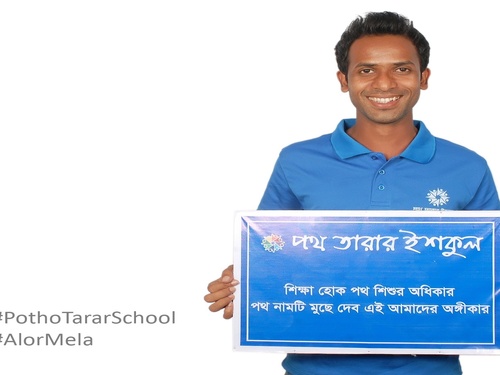 পথ তারার ইশকুল
শিক্ষা হোক পথ শিশুর অধিকার
পথ নামটি মুছে দেব এই আমাদের অঙ্গীকার
#PothoTararSchool
#AlorMela